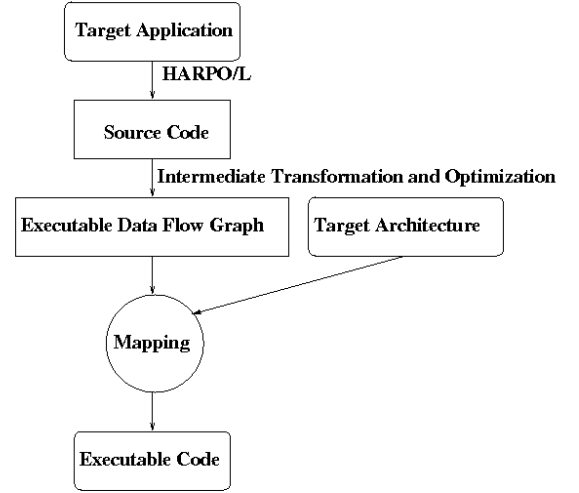 Target Application
HARPO/L
Source Code
Intermediate Transformation and Optimization
Executable Data Flow Graph
Target Architecture
Mapping
Executable Code